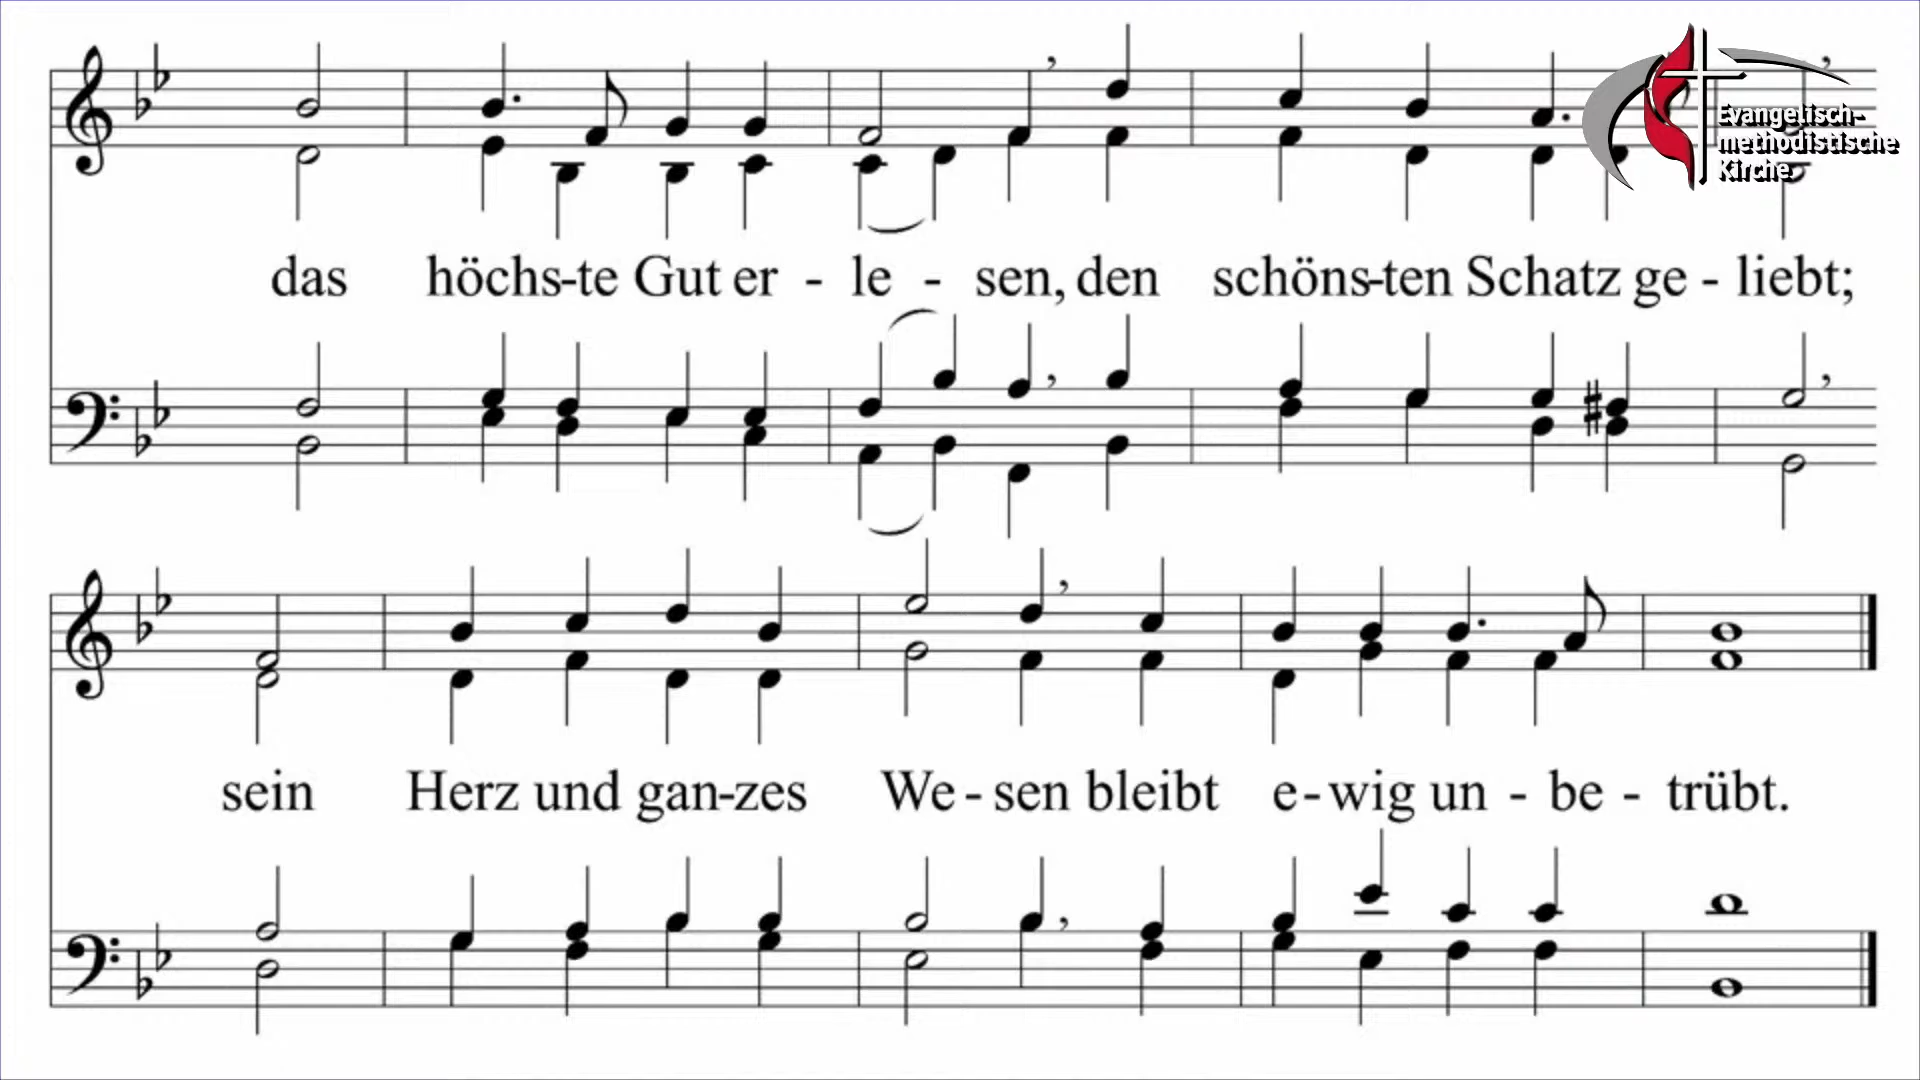 Evangelisch-
methodistische
Kirche
das höchs-te Gut er - le - sen, den schöns-ten Schatz ge - liebt;
sein Herz und gan-zes We - sen bleibt e - wig un - be - trübt.